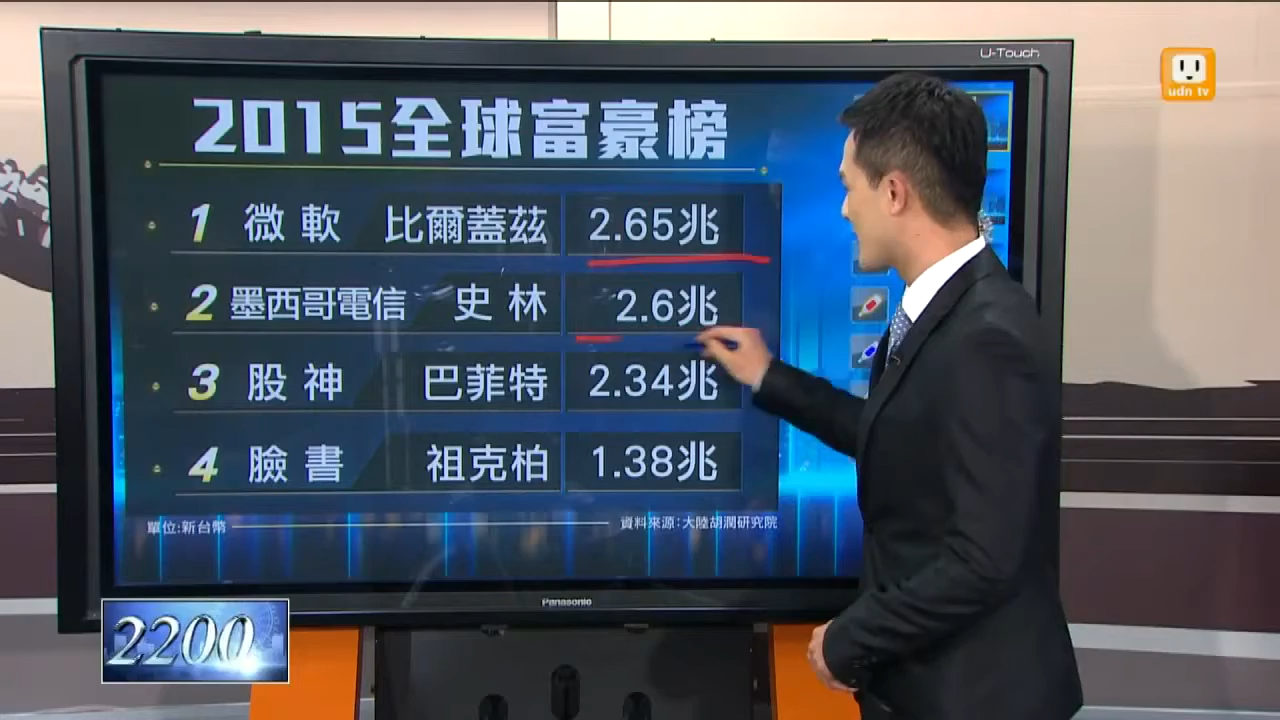 U-Touch
udn tv
2015全球富豪榜
1 微軟 比爾蓋茲 2.65兆
2 墨西哥電信 史林 2.6兆
3 股神 巴菲特 2.34兆
4 臉書 祖克柏 1.38兆
單位:新台幣 資料來源:大陸胡潤研究院
Panasonic
2200